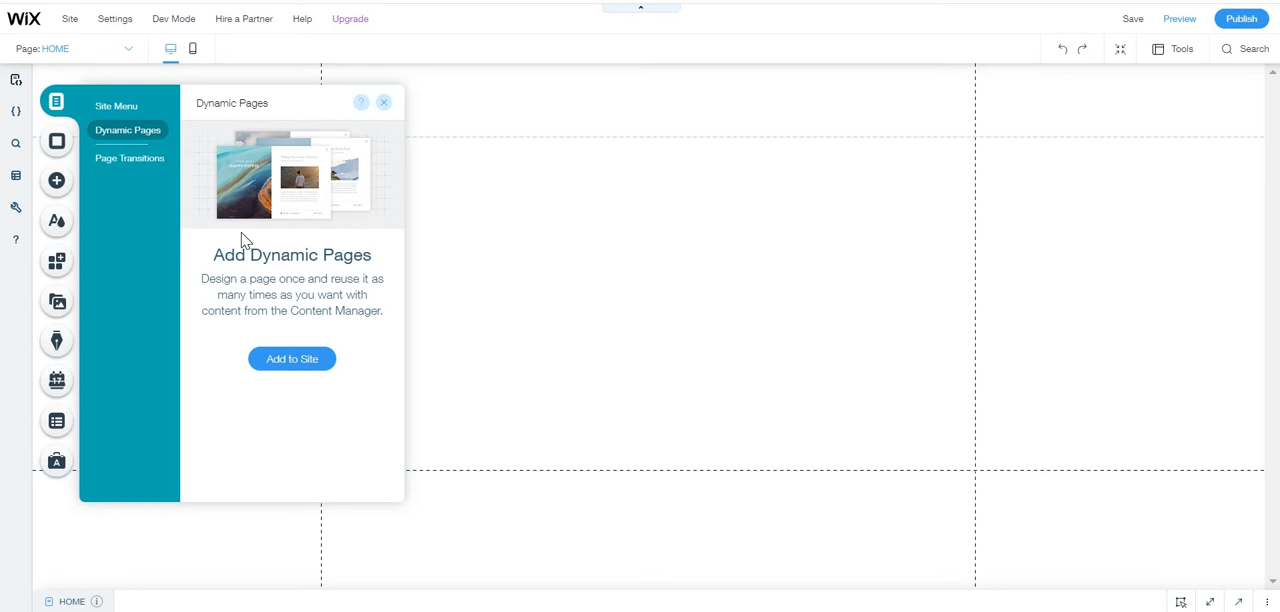 WiX Site Settings Dev Mode Hire a Partner Help Upgrade Save Preview Publish
Page: HOME Tools Search
Site Menu
Dynamic Pages
Page Transitions
Dynamic Pages ? ×
Add Dynamic Pages
Design a page once and reuse it as
many times as you want with
content from the Content Manager.
Add to Site
{ }
?
17
A
A
HOME i